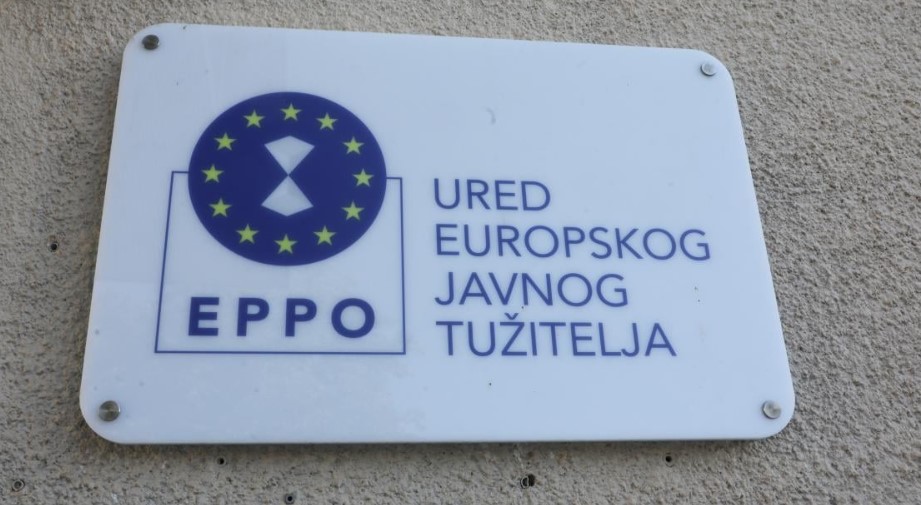 EPPO
URED
EUROPSKOG
JAVNOG
TUŽITELJA